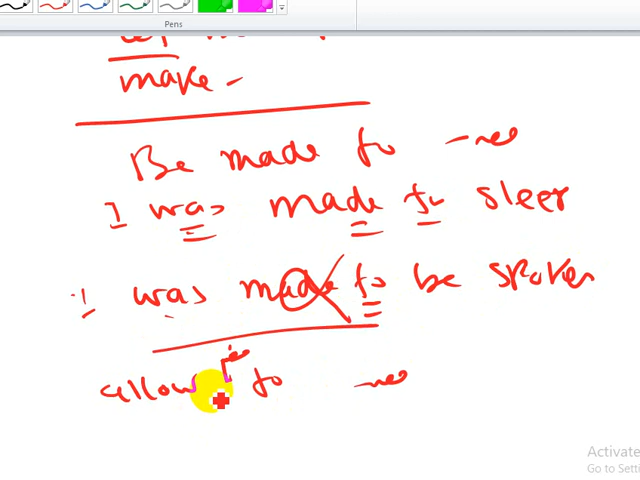 Pens
make -
Be made to
I was made to sleep
I was made to be spoken
allow to
Activate
Go to Setti